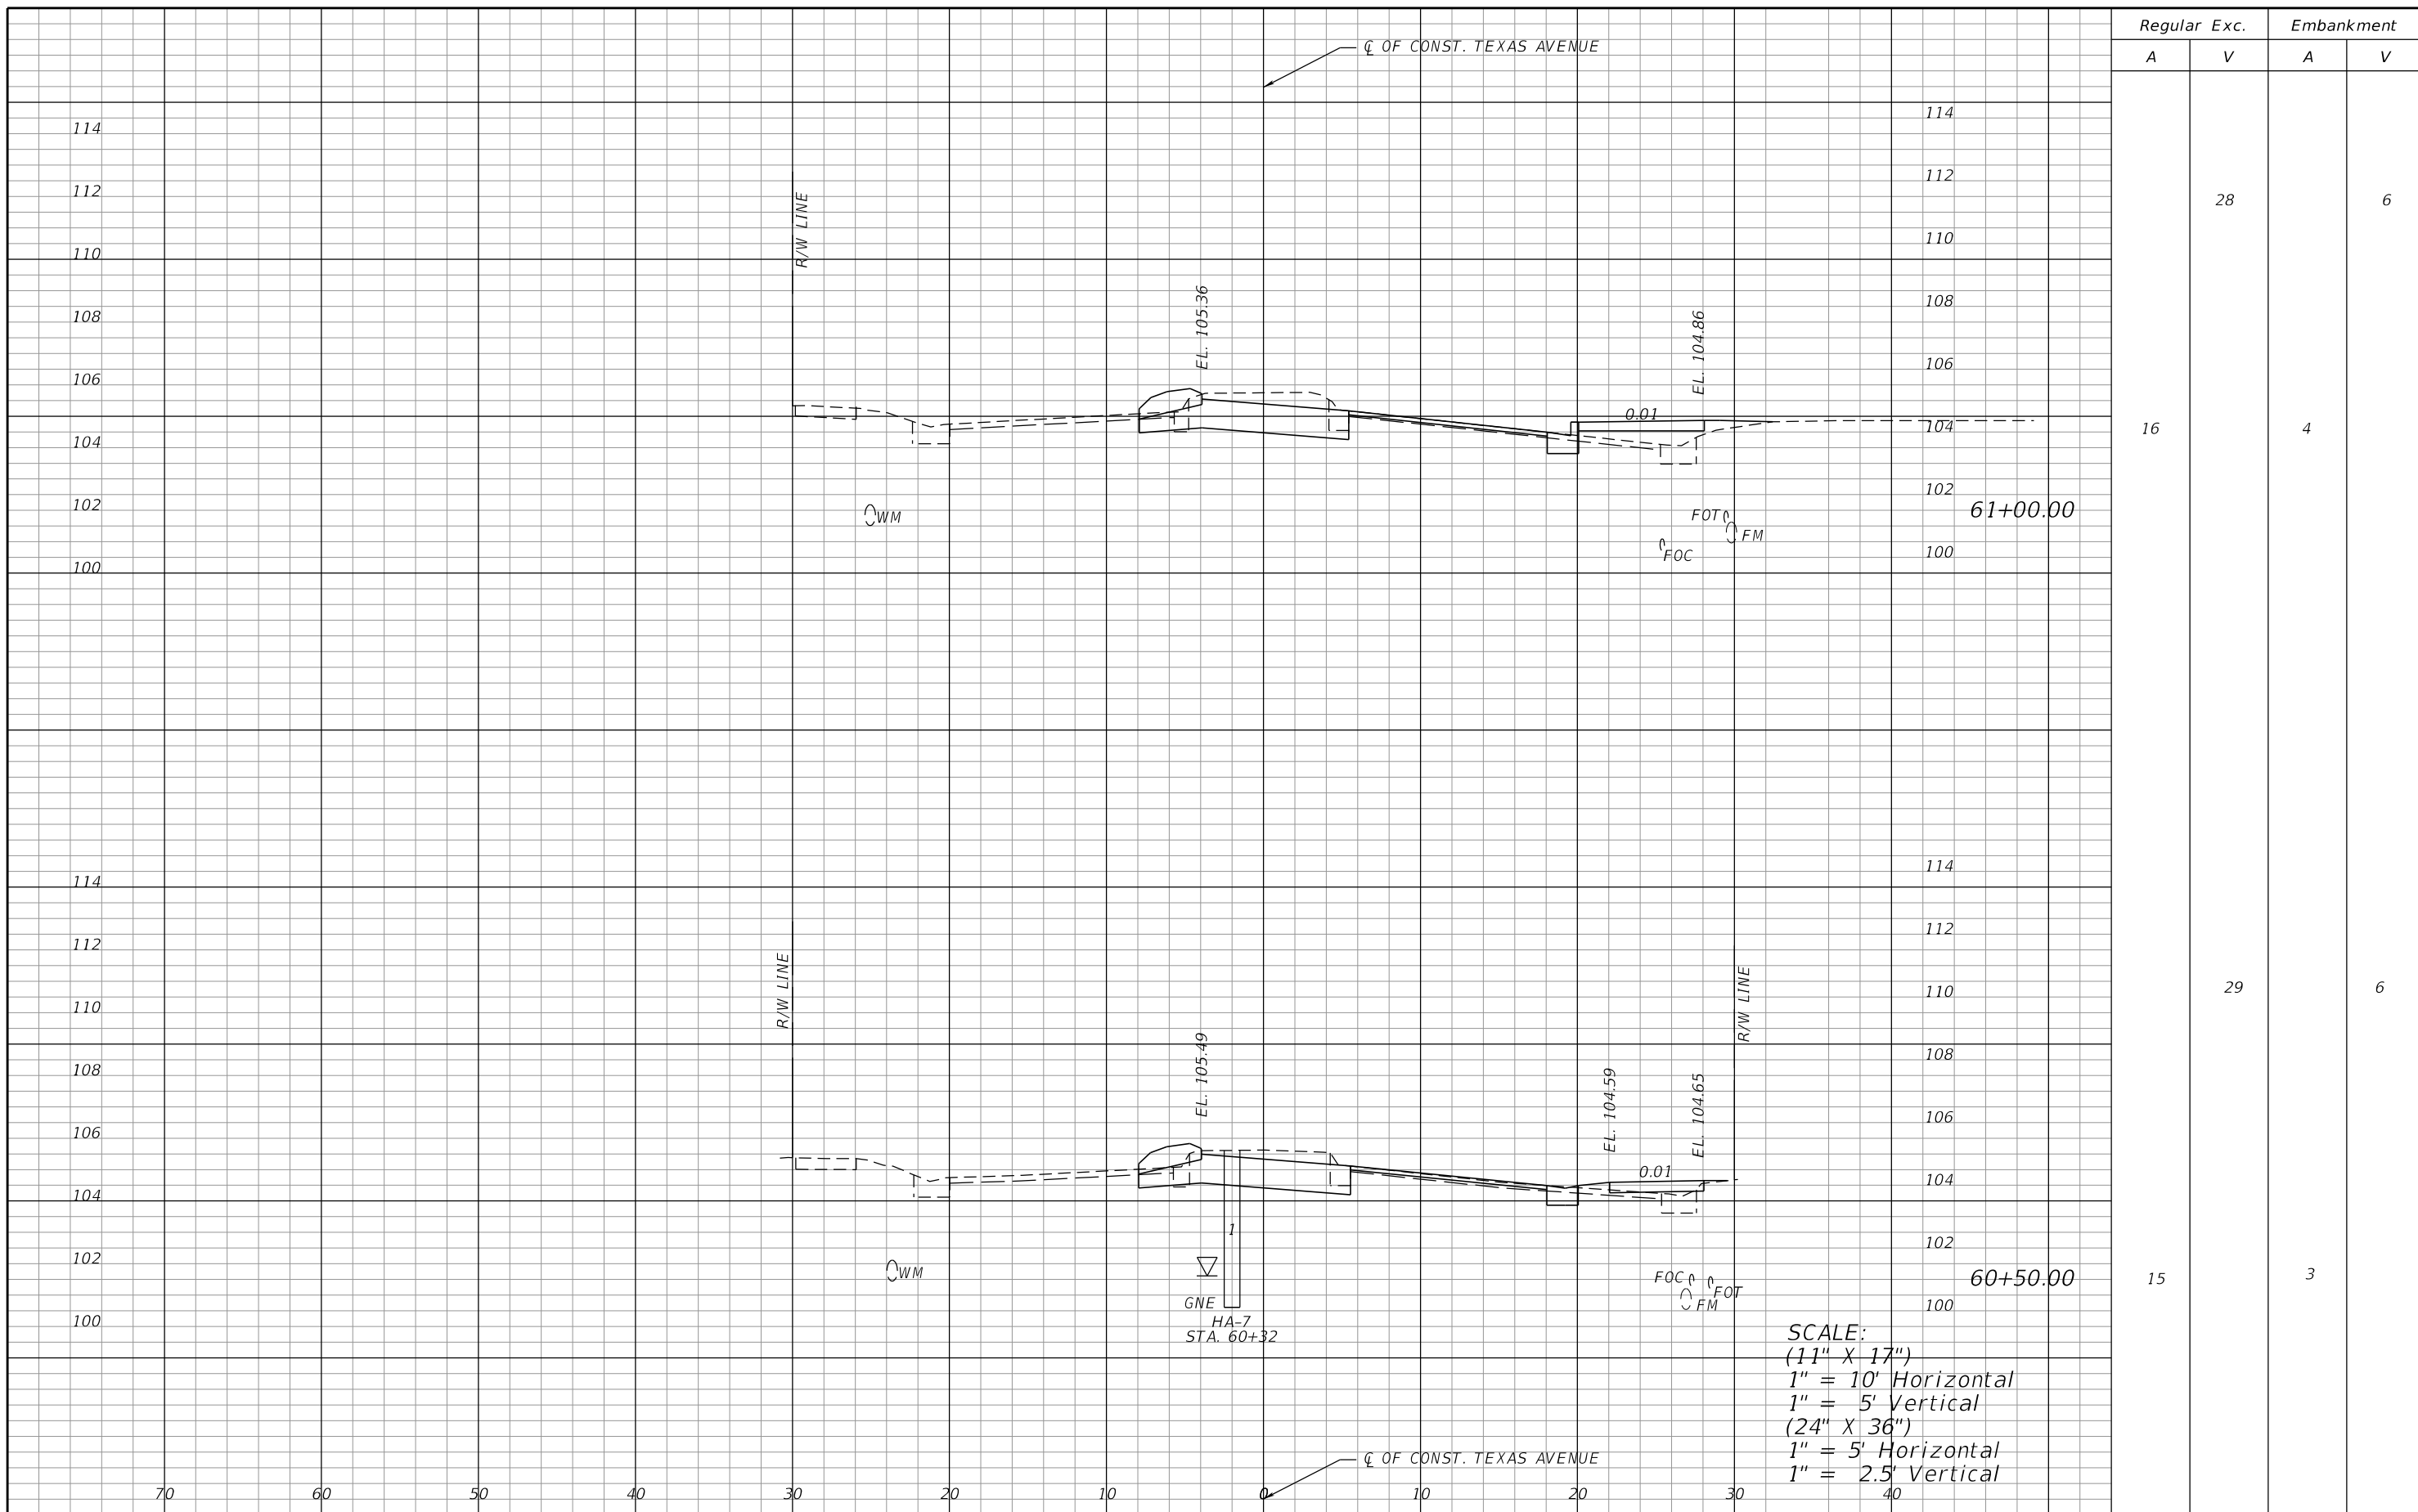 Regular Exc. Embankment
A V A V
℄ OF CONST. TEXAS AVENUE
114 114
112 112
28 6
R/W LINE
110 110
108 108
EL. 105.36
EL. 104.86
106 106
0.01
104 104
16 4
102 102
61+00.00
WM
FOT
FM
FOC
100 100
114 114
112 112
R/W LINE
R/W LINE
110 110
29 6
108 108
EL. 105.49
EL. 104.59
EL. 104.65
106 106
0.01
104 104
1
102 102
WM
FOC
FOT
FM
60+50.00
15 3
GNE
100 100
HA-7
STA. 60+32
SCALE:
(11" X 17")
1" = 10' Horizontal
1" = 5' Vertical
(24" X 36")
1" = 5' Horizontal
1" = 2.5' Vertical
℄ OF CONST. TEXAS AVENUE
70 60 50 40 30 20 10 0 10 20 30 40